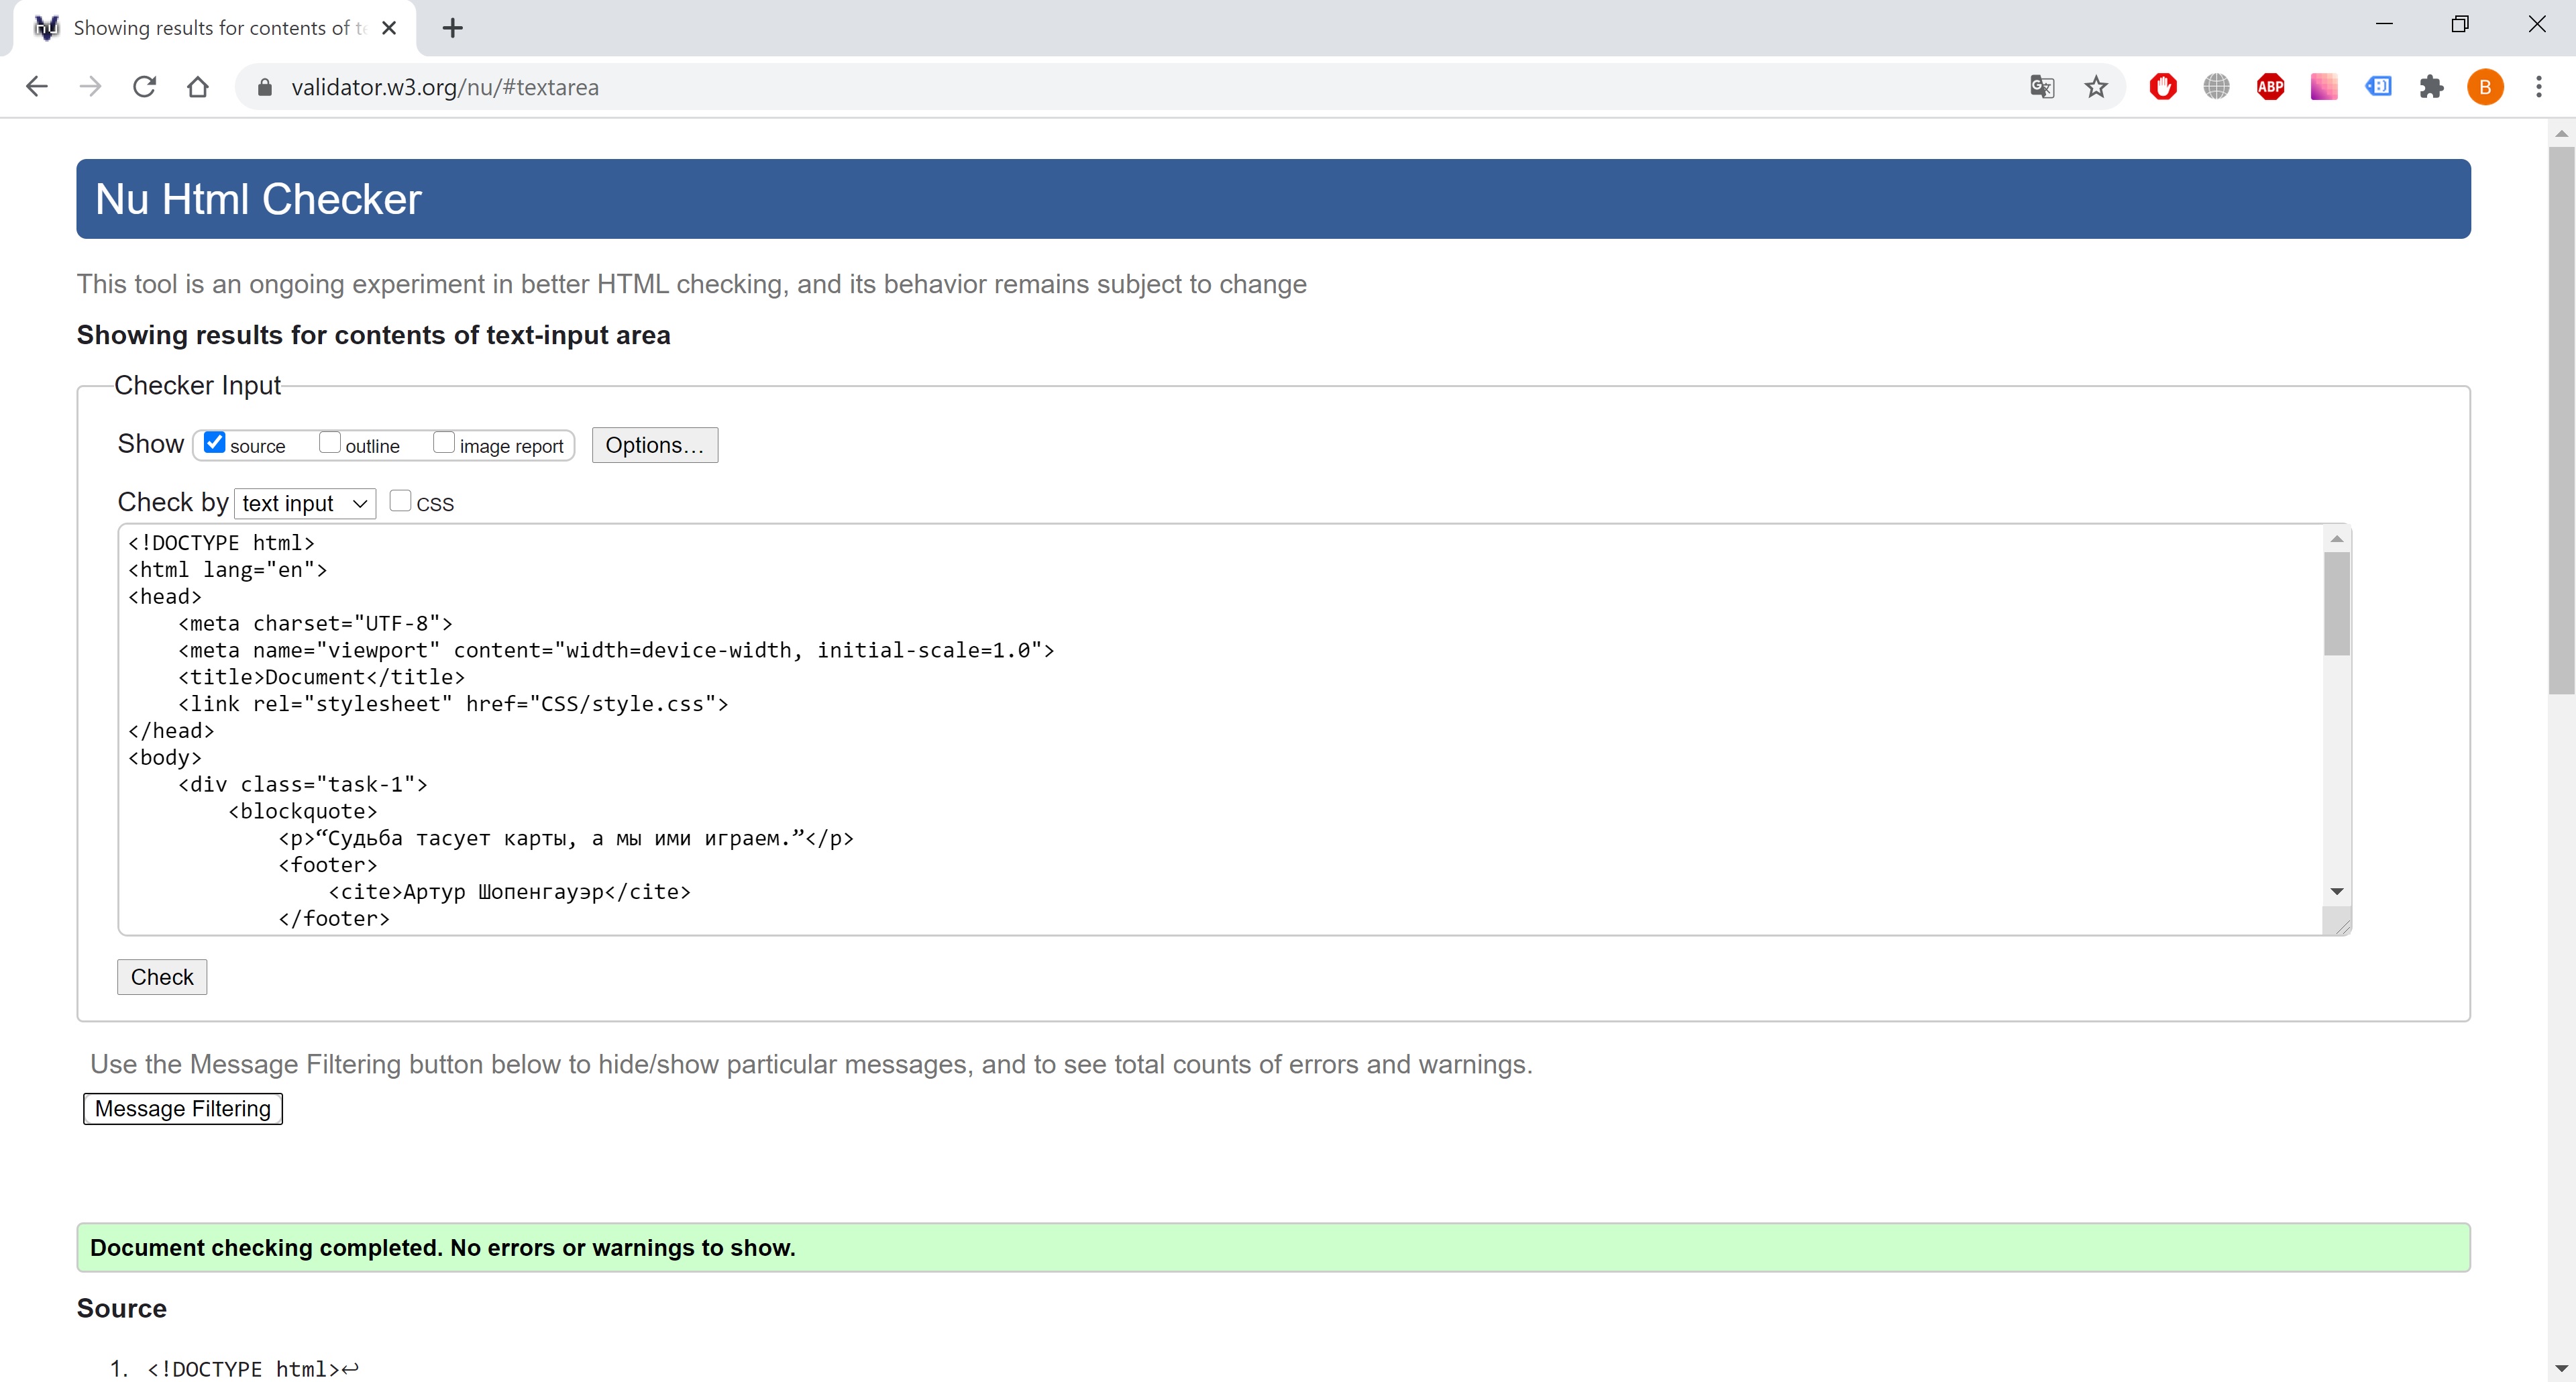 Showing results for contents of
validator.w3.org/nu/#textarea
ABP
B
Nu Html Checker
This tool is an ongoing experiment in better HTML checking, and its behavior remains subject to change
Showing results for contents of text-input area
Checker Input
Show source outline image report Options...
Check by text input CSS
<!DOCTYPE html>
<html lang="en">
<head>
    <meta charset="UTF-8">
    <meta name="viewport" content="width=device-width, initial-scale=1.0">
    <title>Document</title>
    <link rel="stylesheet" href="CSS/style.css">
</head>
<body>
    <div class="task-1">
        <blockquote>
            <p>“Судьба тасует карты, а мы ими играем.”</p>
            <footer>
                <cite>Артур Шопенгауэр</cite>
            </footer>
Check
Use the Message Filtering button below to hide/show particular messages, and to see total counts of errors and warnings.
Message Filtering
Document checking completed. No errors or warnings to show.
Source
1. <!DOCTYPE html>↩